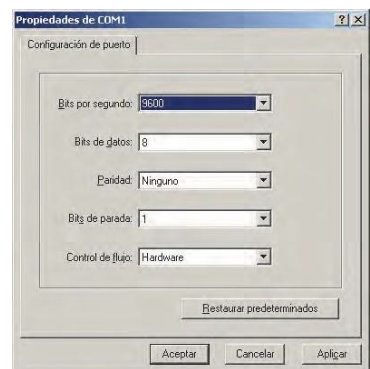 Propiedades de COM1
Configuración de puerto
Bits por segundo: 9600
Bits de datos: 8
Paridad: Ninguno
Bits de parada: 1
Control de flujo: Hardware
Restaurar predeterminados
Aceptar Cancelar Aplicar